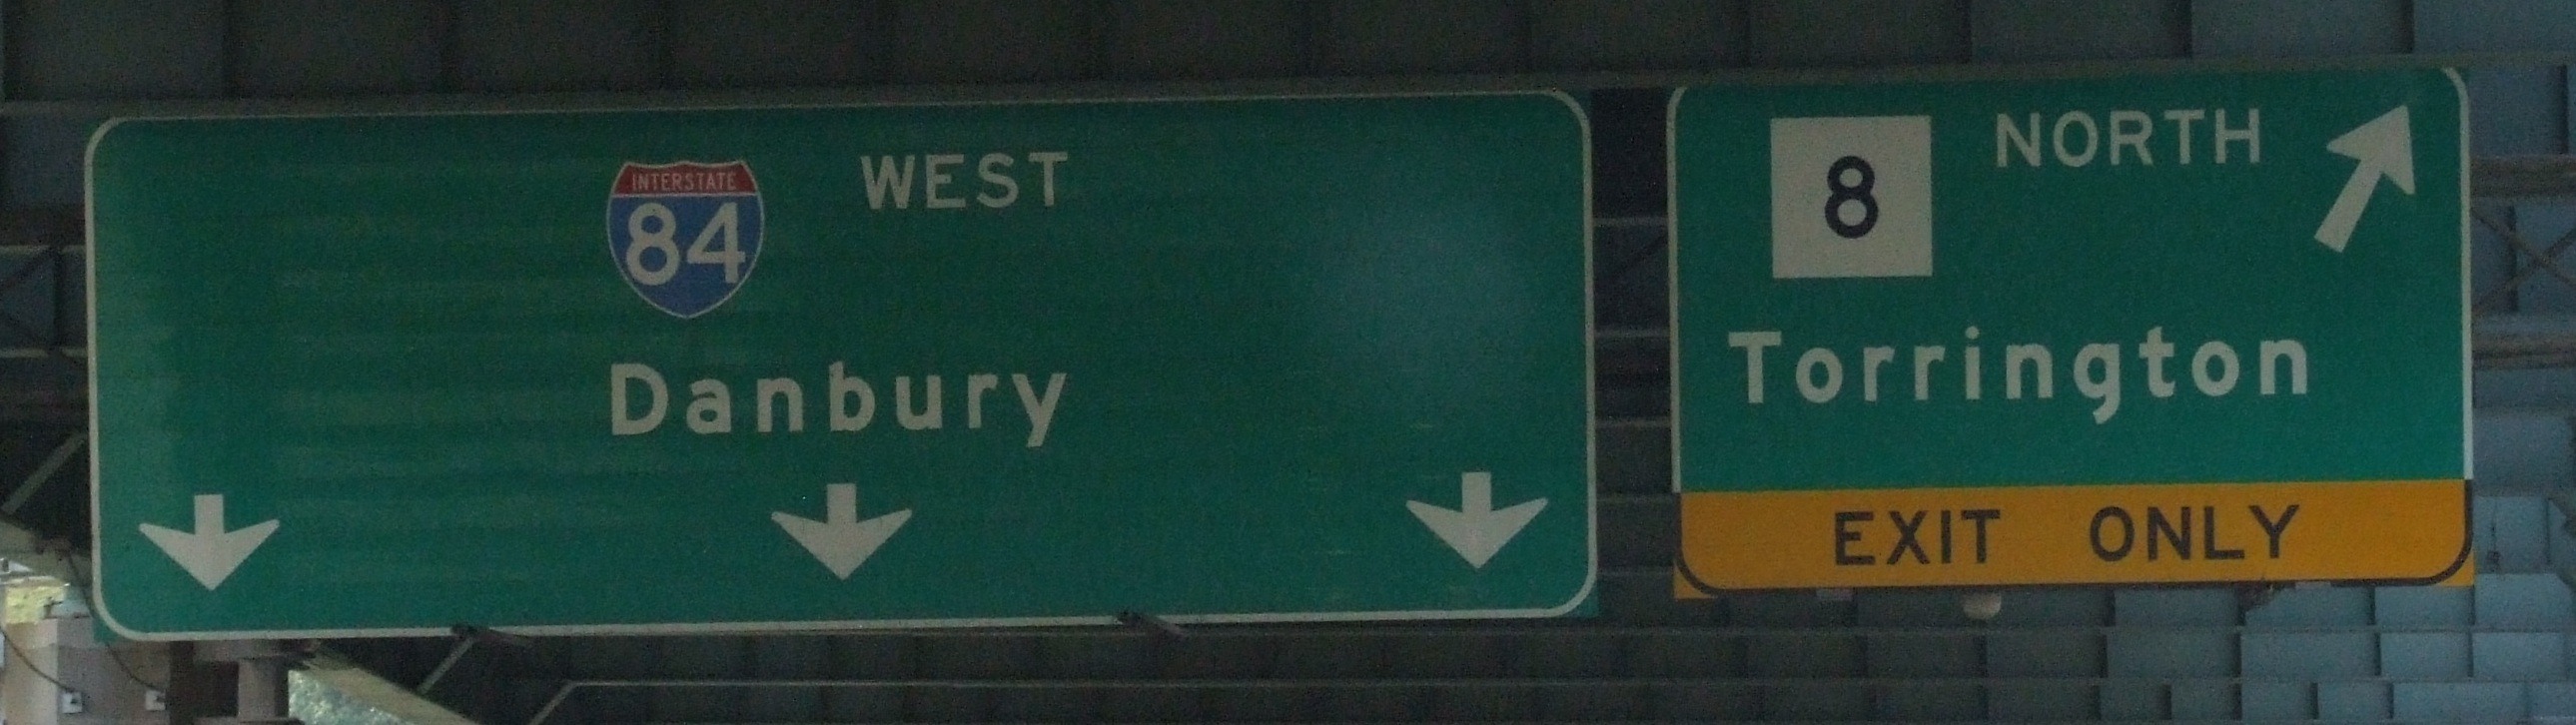 INTERSTATE
84
WEST
Danbury
8
NORTH
Torrington
EXIT ONLY